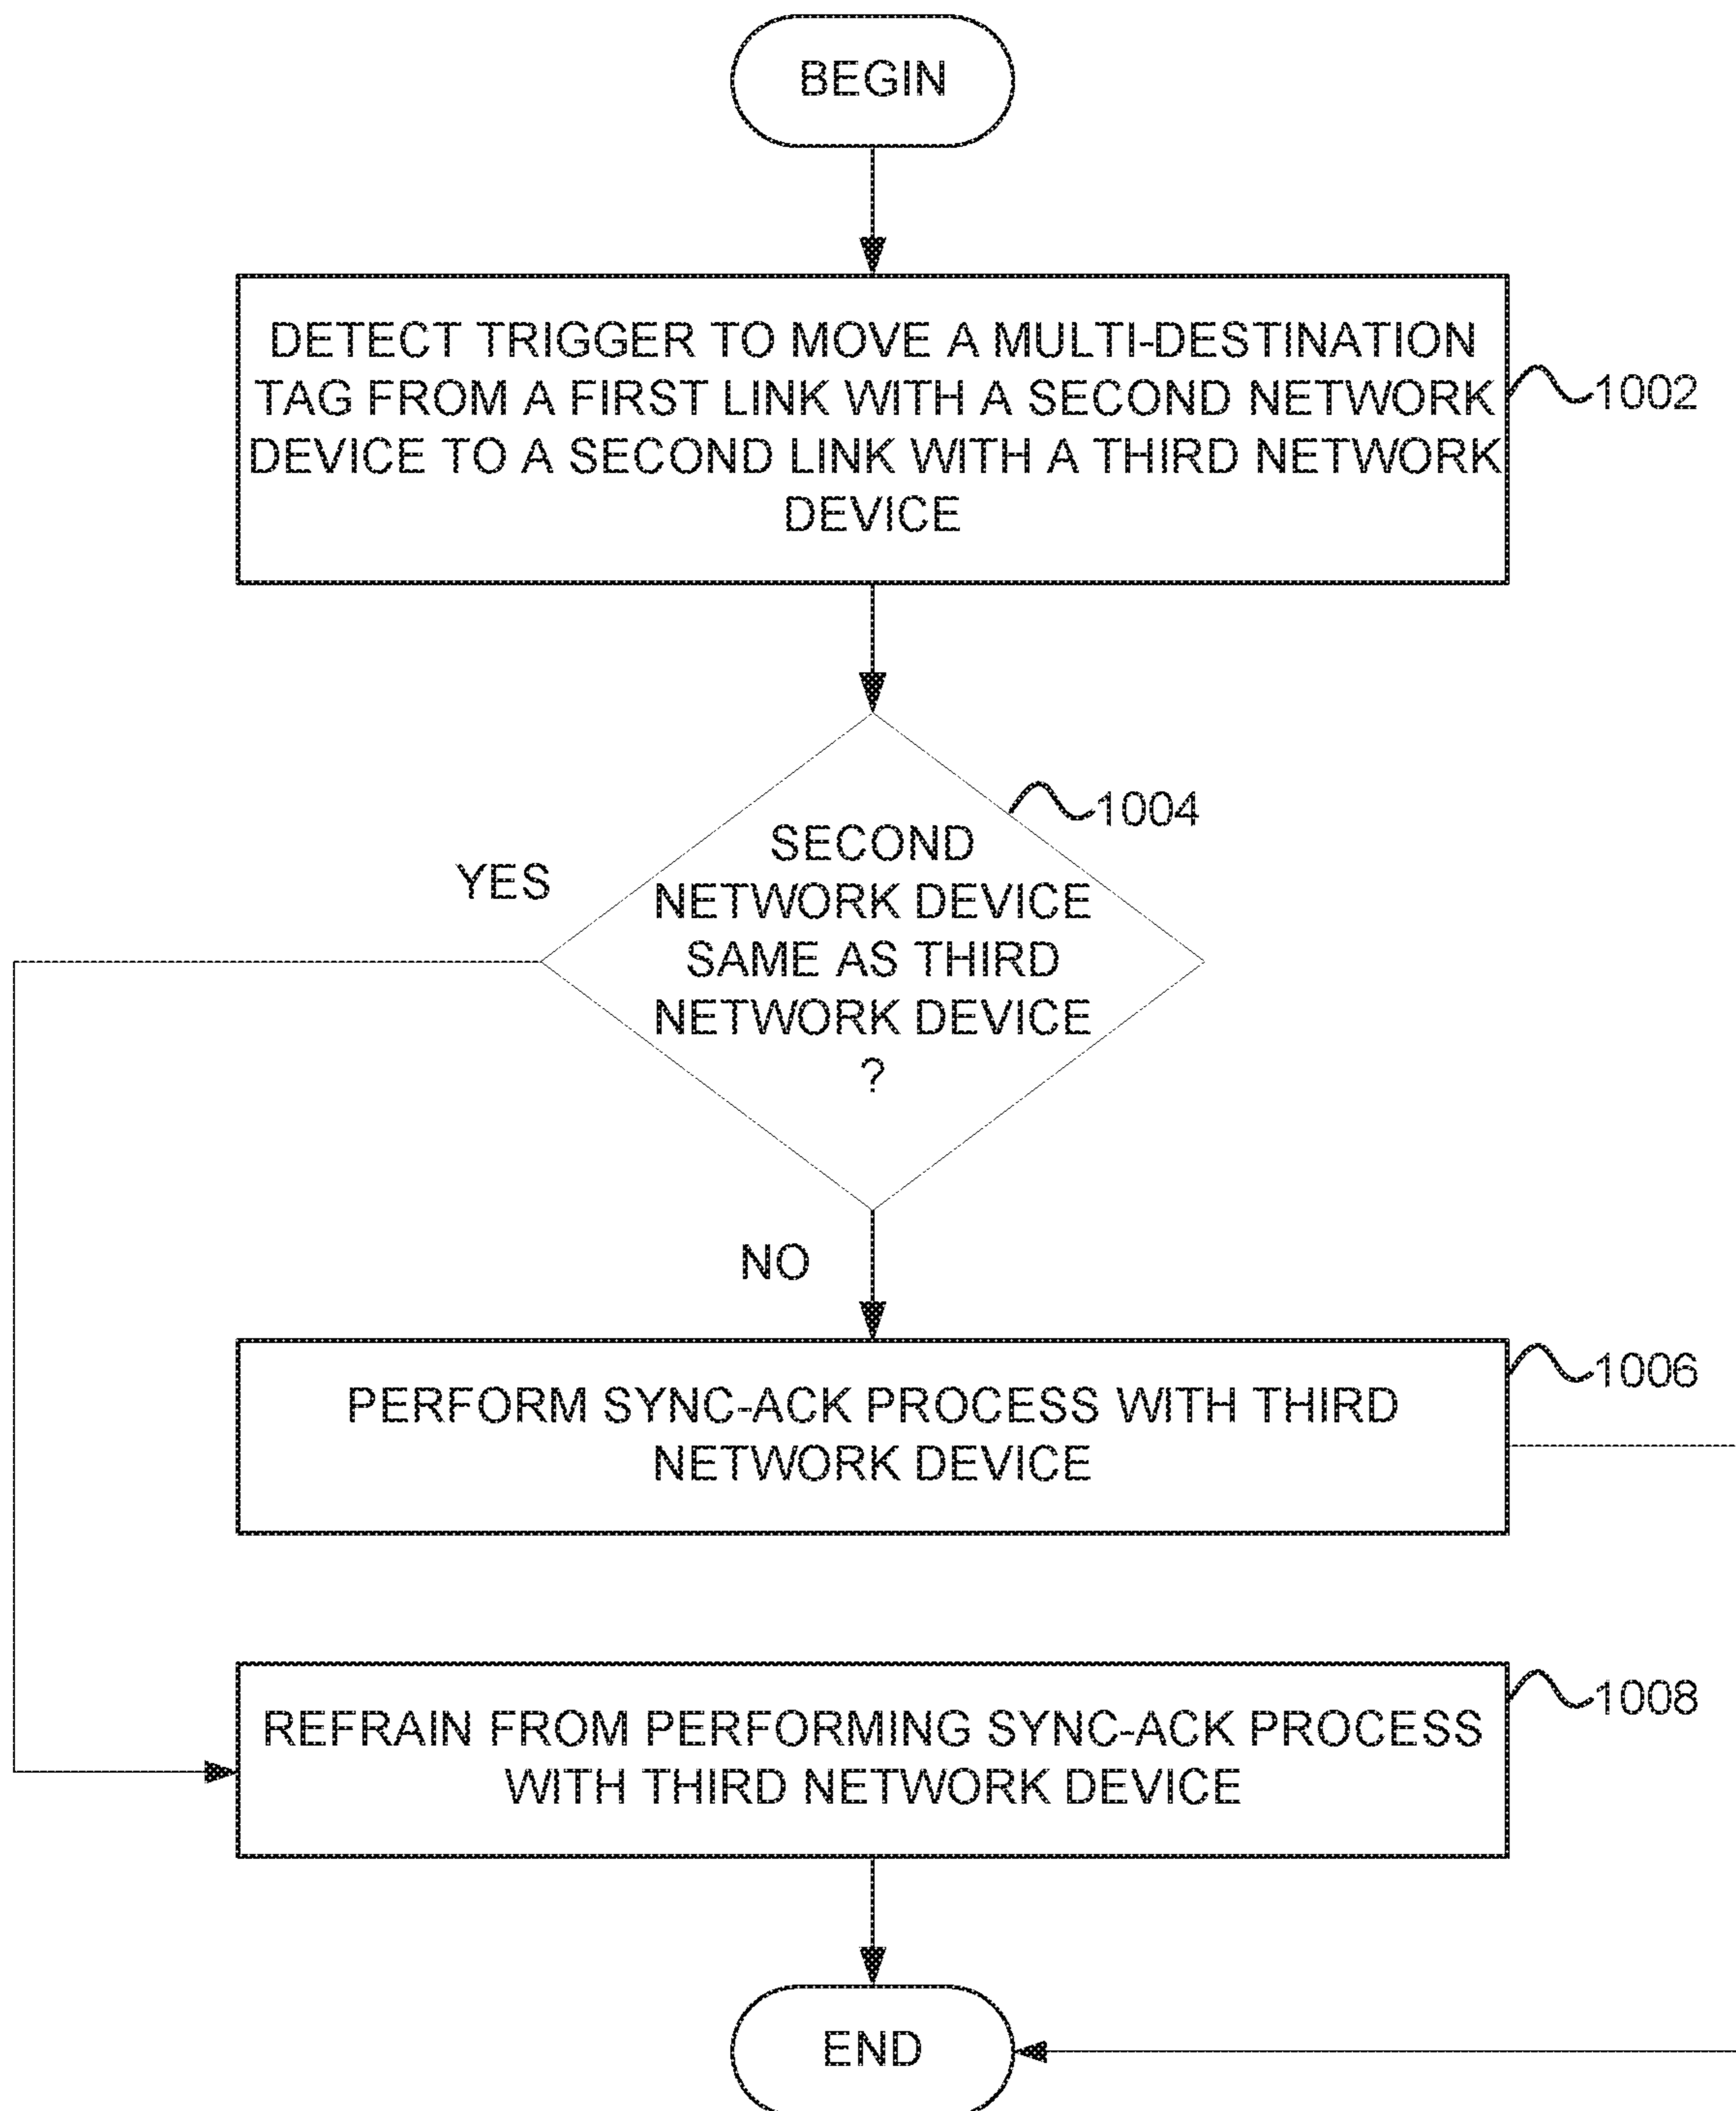 BEGIN
DETECT TRIGGER TO MOVE A MULTI-DESTINATION
TAG FROM A FIRST LINK WITH A SECOND NETWORK
DEVICE TO A SECOND LINK WITH A THIRD NETWORK
DEVICE
1002
1004
SECOND
NETWORK DEVICE
SAME AS THIRD
NETWORK DEVICE
?
YES
NO
PERFORM SYNC-ACK PROCESS WITH THIRD
NETWORK DEVICE
1006
REFRAIN FROM PERFORMING SYNC-ACK PROCESS
WITH THIRD NETWORK DEVICE
1008
END